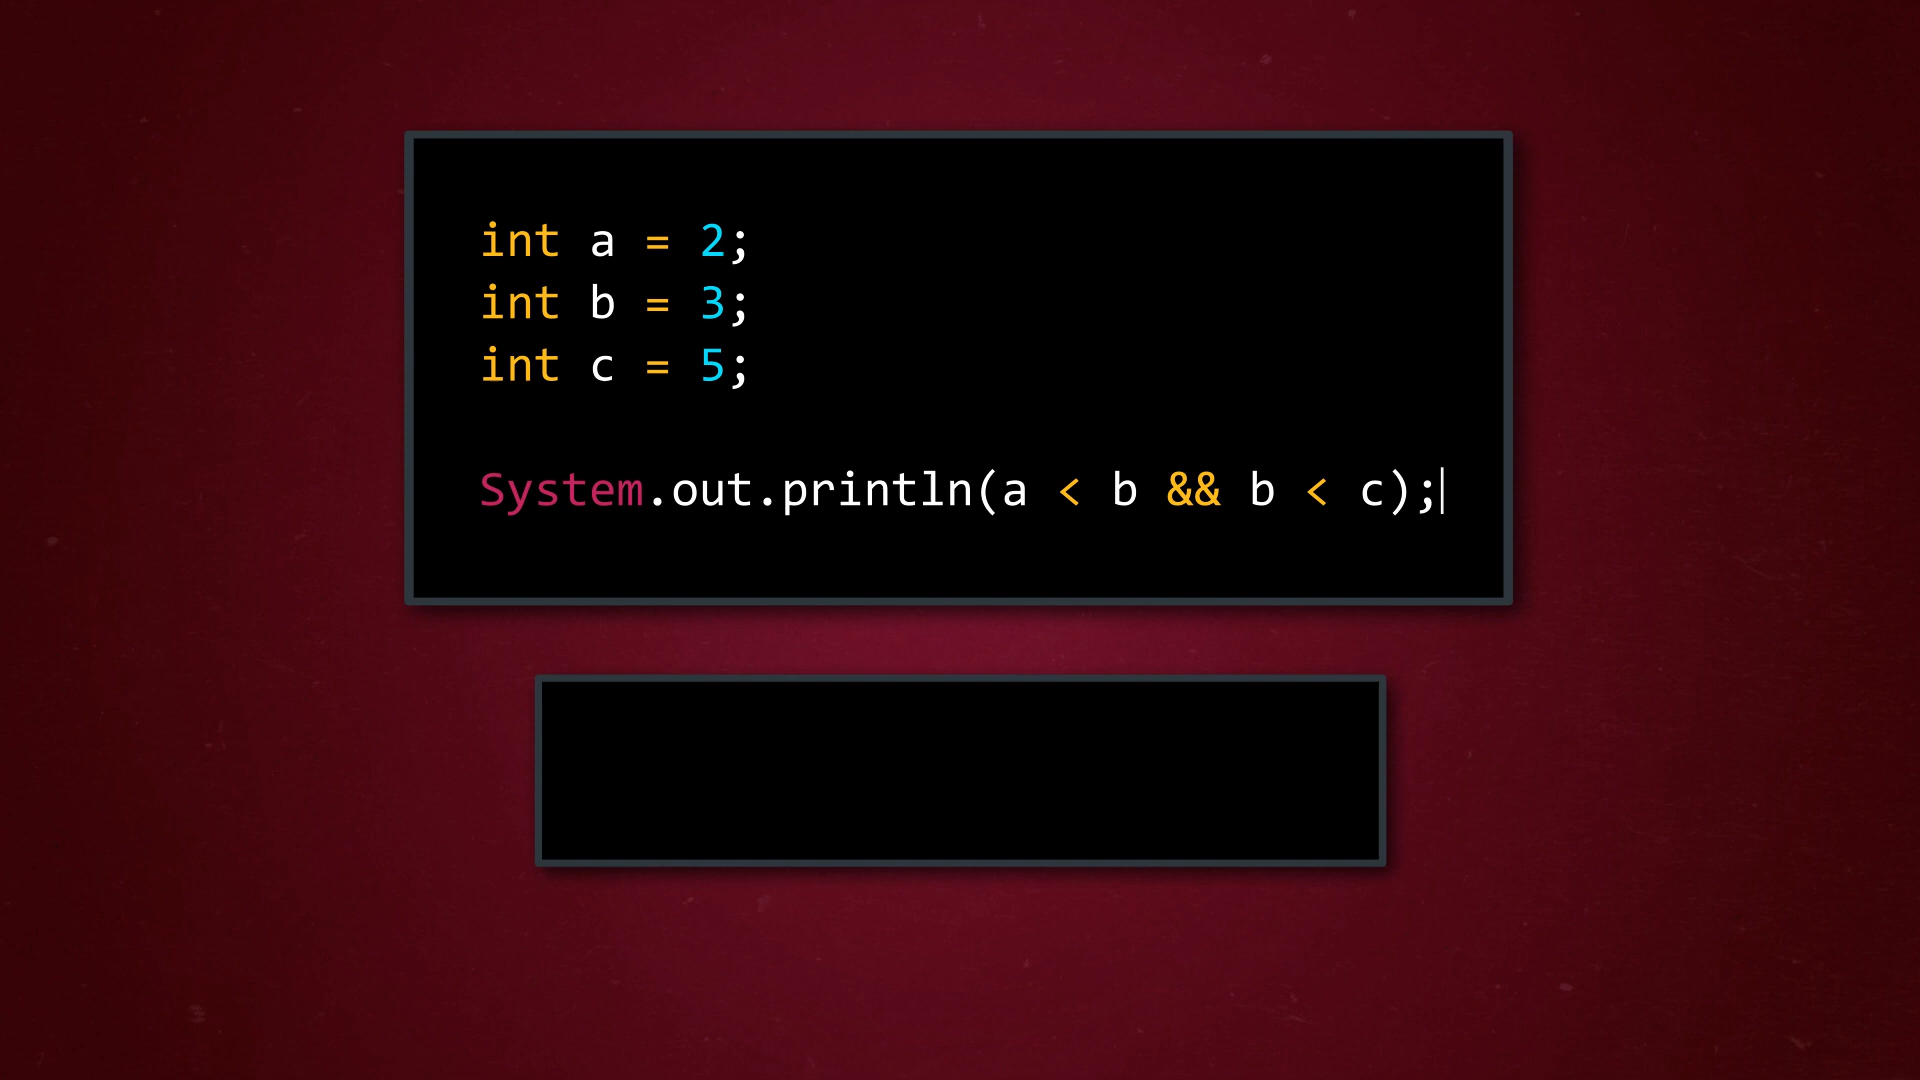 int a = 2;
int b = 3;
int c = 5;
System.out.println(a < b && b < c);